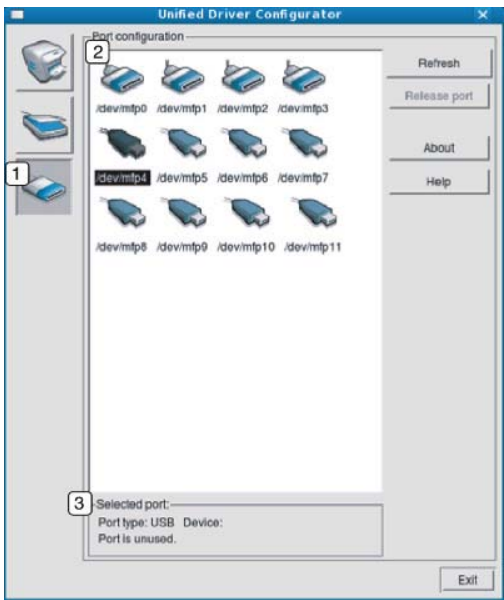 Unified Driver Configurator
Port configuration
2
Refresh
/dev/mfp0 /dev/mfp1 /dev/mfp2 /dev/mfp3
Release port
About
1
/dev/mfp4 /dev/mfp5 /dev/mfp6 /dev/mfp7
Help
/dev/mfp8 /dev/mfp9 /dev/mfp10 /dev/mfp11
3
Selected port:
Port type: USB Device:
Port is unused.
Exit